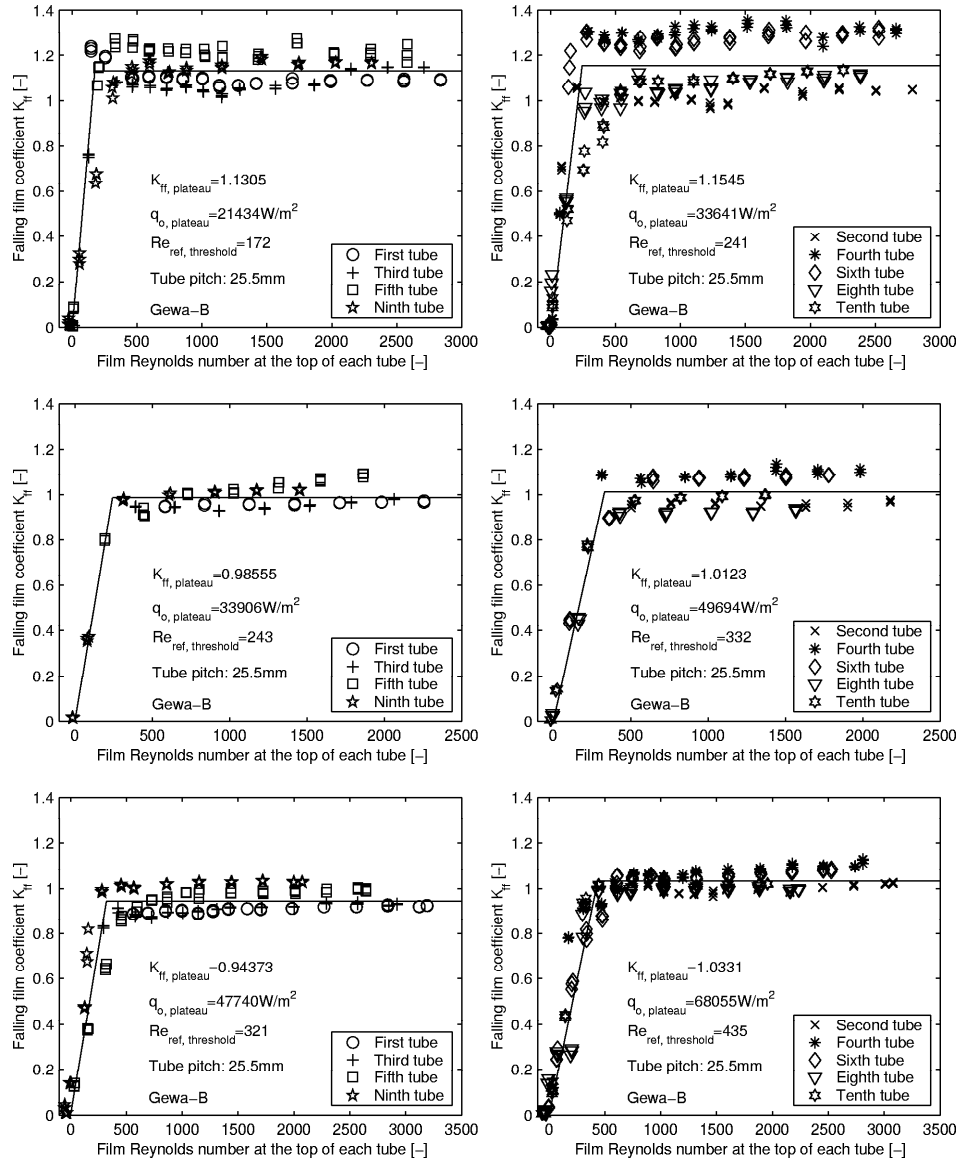 Falling film coefficient K_ff [−]
1.4
1.2
1
0.8
0.6
0.4
0.2
0
K_ff, plateau=1.1305
q_o, plateau=21434W/m²
Re_ref, threshold=172
Tube pitch: 25.5mm
Gewa−B
First tube
Third tube
Fifth tube
Ninth tube
0 500 1000 1500 2000 2500 3000
Film Reynolds number at the top of each tube [−]
Falling film coefficient K_ff [−]
1.4
1.2
1
0.8
0.6
0.4
0.2
0
K_ff, plateau=1.1545
q_o, plateau=33641W/m²
Re_ref, threshold=241
Tube pitch: 25.5mm
Gewa−B
Second tube
Fourth tube
Sixth tube
Eighth tube
Tenth tube
0 500 1000 1500 2000 2500 3000
Film Reynolds number at the top of each tube [−]
Falling film coefficient K_ff [−]
1.4
1.2
1
0.8
0.6
0.4
0.2
0
K_ff, plateau=0.98555
q_o, plateau=33906W/m²
Re_ref, threshold=243
Tube pitch: 25.5mm
Gewa−B
First tube
Third tube
Fifth tube
Ninth tube
0 500 1000 1500 2000 2500
Film Reynolds number at the top of each tube [−]
Falling film coefficient K_ff [−]
1.4
1.2
1
0.8
0.6
0.4
0.2
0
K_ff, plateau=1.0123
q_o, plateau=49694W/m²
Re_ref, threshold=332
Tube pitch: 25.5mm
Gewa−B
Second tube
Fourth tube
Sixth tube
Eighth tube
Tenth tube
0 500 1000 1500 2000 2500
Film Reynolds number at the top of each tube [−]
Falling film coefficient K_ff [−]
1.4
1.2
1
0.8
0.6
0.4
0.2
0
K_ff, plateau−0.94373
q_o, plateau=47740W/m²
Re_ref, threshold=321
Tube pitch: 25.5mm
Gewa−B
First tube
Third tube
Fifth tube
Ninth tube
0 500 1000 1500 2000 2500 3000 3500
Film Reynolds number at the top of each tube [−]
Falling film coefficient K_ff [−]
1.4
1.2
1
0.8
0.6
0.4
0.2
0
K_ff, plateau−1.0331
q_o, plateau=68055W/m²
Re_ref, threshold=435
Tube pitch: 25.5mm
Gewa−B
Second tube
Fourth tube
Sixth tube
Eighth tube
Tenth tube
0 500 1000 1500 2000 2500 3000 3500
Film Reynolds number at the top of each tube [−]